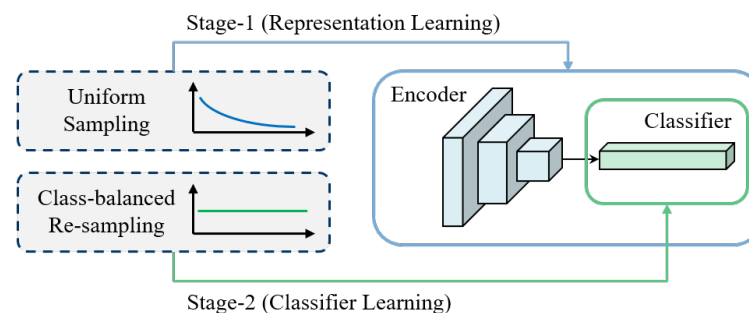 Stage-1 (Representation Learning)
Uniform
Sampling
Class-balanced
Re-sampling
Encoder
Classifier
Stage-2 (Classifier Learning)